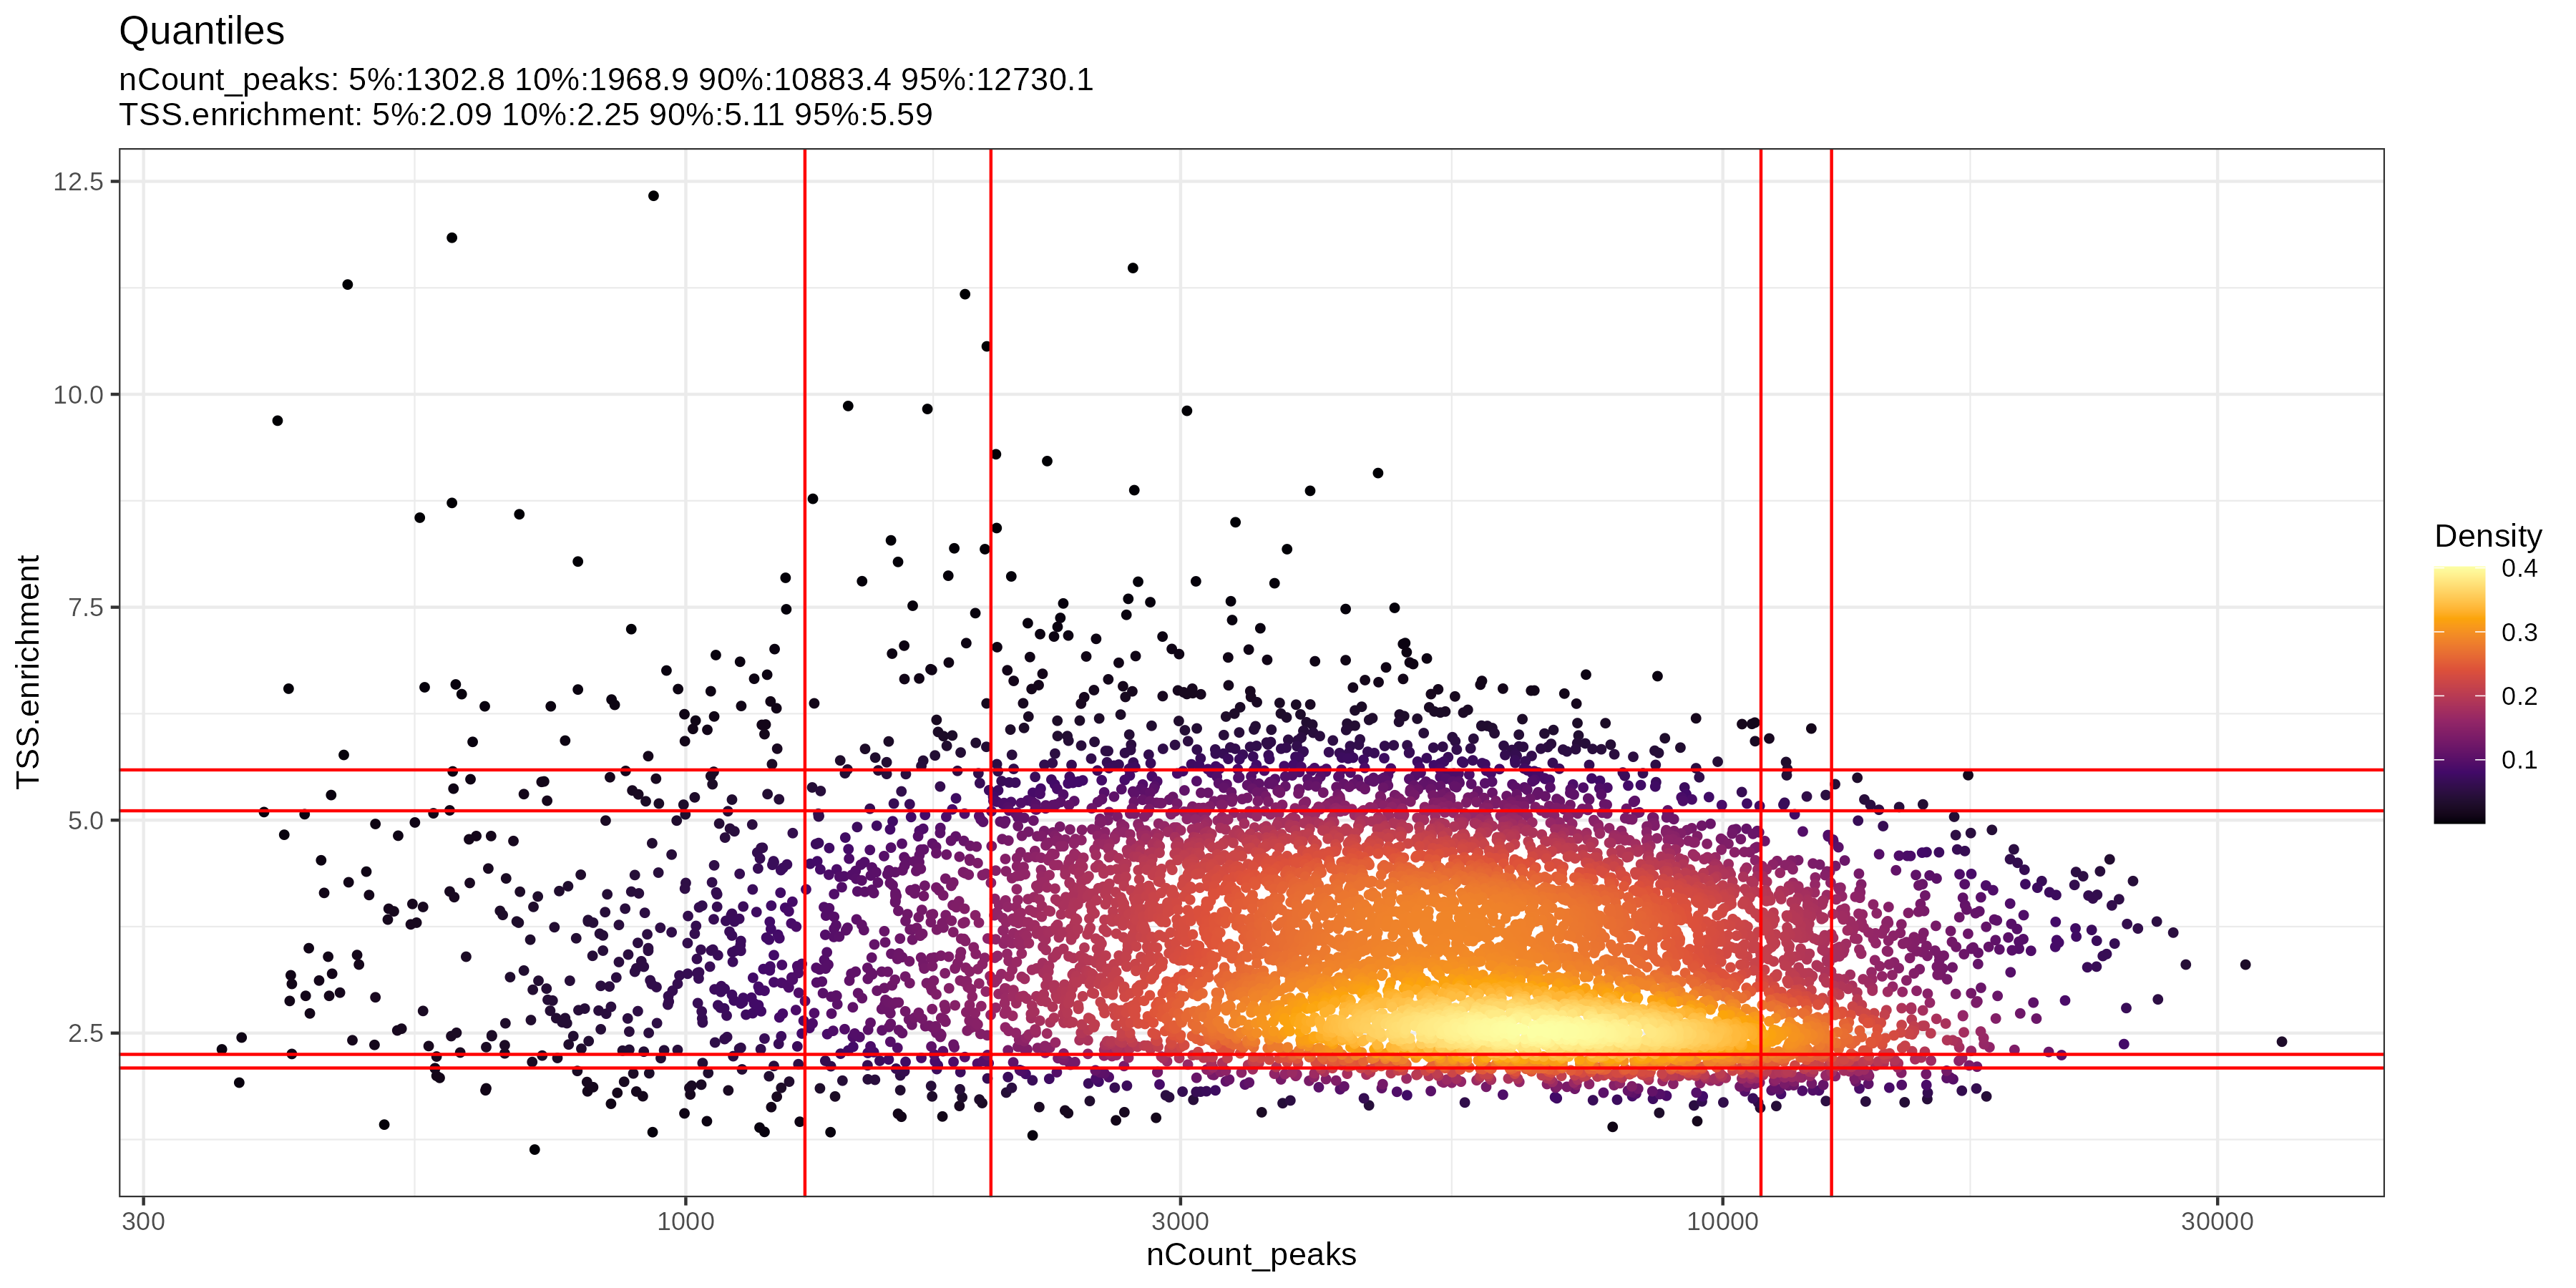 Quantiles
nCount_peaks: 5%:1302.8 10%:1968.9 90%:10883.4 95%:12730.1
TSS.enrichment: 5%:2.09 10%:2.25 90%:5.11 95%:5.59
12.5
10.0
7.5
5.0
2.5
TSS.enrichment
300
1000
3000
10000
30000
nCount_peaks
Density
0.4
0.3
0.2
0.1